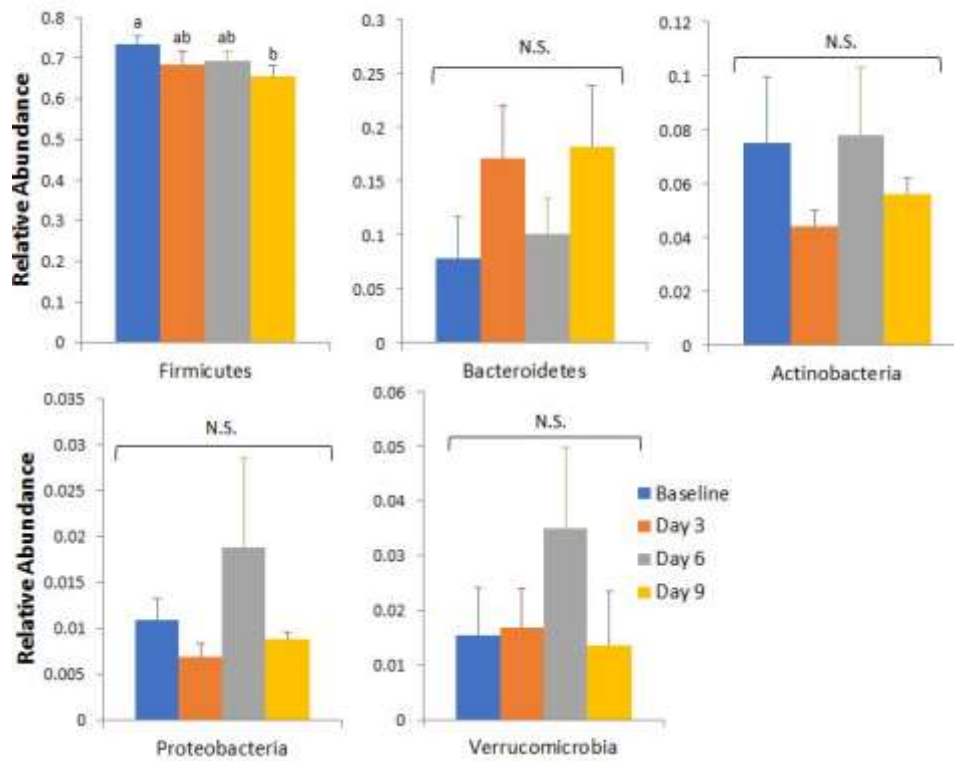 Relative Abundance
0.8
0.7
0.6
0.5
0.4
0.3
0.2
0.1
0
a
ab
ab
b
Firmicutes
0.3
0.25
0.2
0.15
0.1
0.05
0
N.S.
Bacteroidetes
0.12
0.1
0.08
0.06
0.04
0.02
0
N.S.
Actinobacteria
Relative Abundance
0.035
0.03
0.025
0.02
0.015
0.01
0.005
0
N.S.
Proteobacteria
0.06
0.05
0.04
0.03
0.02
0.01
0
N.S.
Verrucomicrobia
Baseline
Day 3
Day 6
Day 9